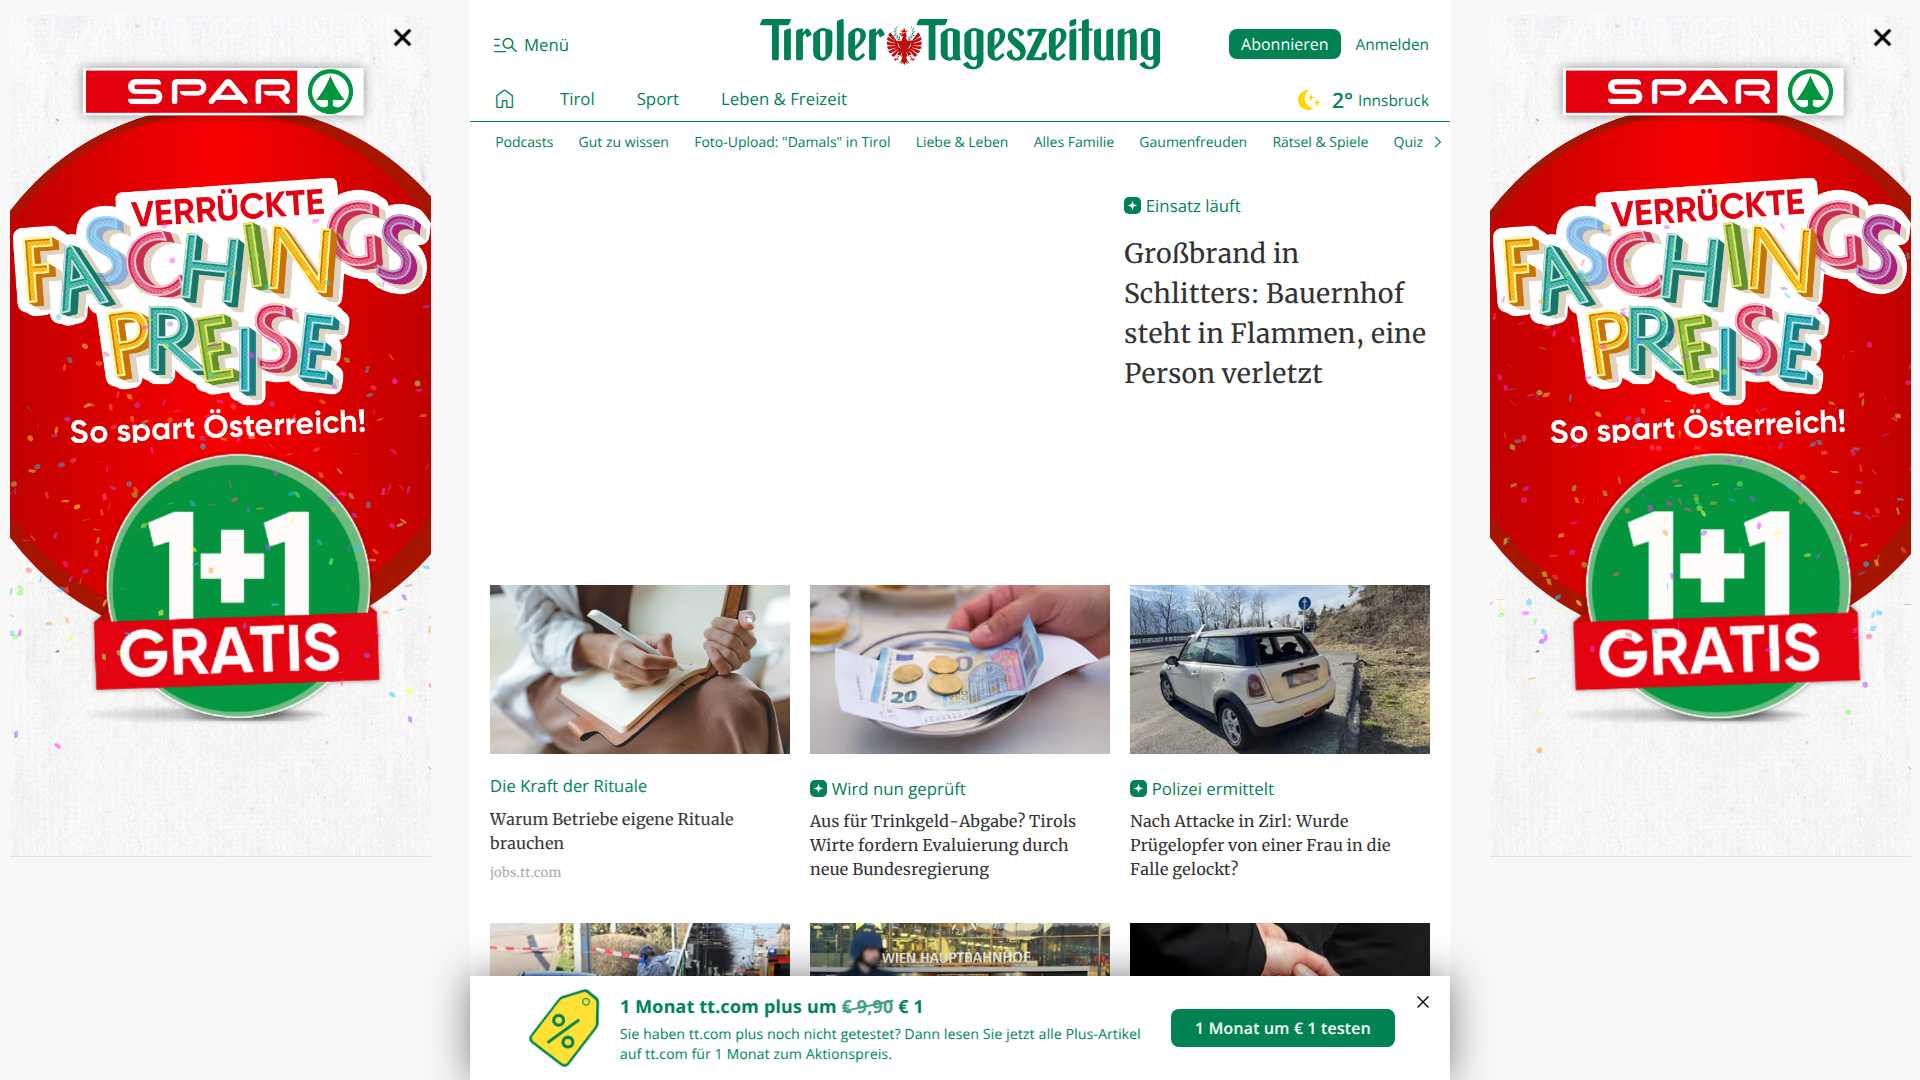 Menü
Tiroler Tageszeitung
Abonnieren
Anmelden
Tirol
Sport
Leben & Freizeit
2° Innsbruck
Podcasts
Gut zu wissen
Foto-Upload: "Damals" in Tirol
Liebe & Leben
Alles Familie
Gaumenfreuden
Rätsel & Spiele
Quiz
SPAR
VERRÜCKTE
FASCHINGS
PREISE
So spart Österreich!
1+1
GRATIS
Einsatz läuft
Großbrand in
Schlitters: Bauernhof
steht in Flammen, eine
Person verletzt
20
Die Kraft der Rituale
Warum Betriebe eigene Rituale
brauchen
jobs.tt.com
Wird nun geprüft
Aus für Trinkgeld-Abgabe? Tirols
Wirte fordern Evaluierung durch
neue Bundesregierung
Polizei ermittelt
Nach Attacke in Zirl: Wurde
Prügelopfer von einer Frau in die
Falle gelockt?
WIEN HAUPTBAHNHOF
1 Monat tt.com plus um € 9,90 € 1
Sie haben tt.com plus noch nicht getestet? Dann lesen Sie jetzt alle Plus-Artikel
auf tt.com für 1 Monat zum Aktionspreis.
1 Monat um € 1 testen
SPAR
VERRÜCKTE
FASCHINGS
PREISE
So spart Österreich!
1+1
GRATIS